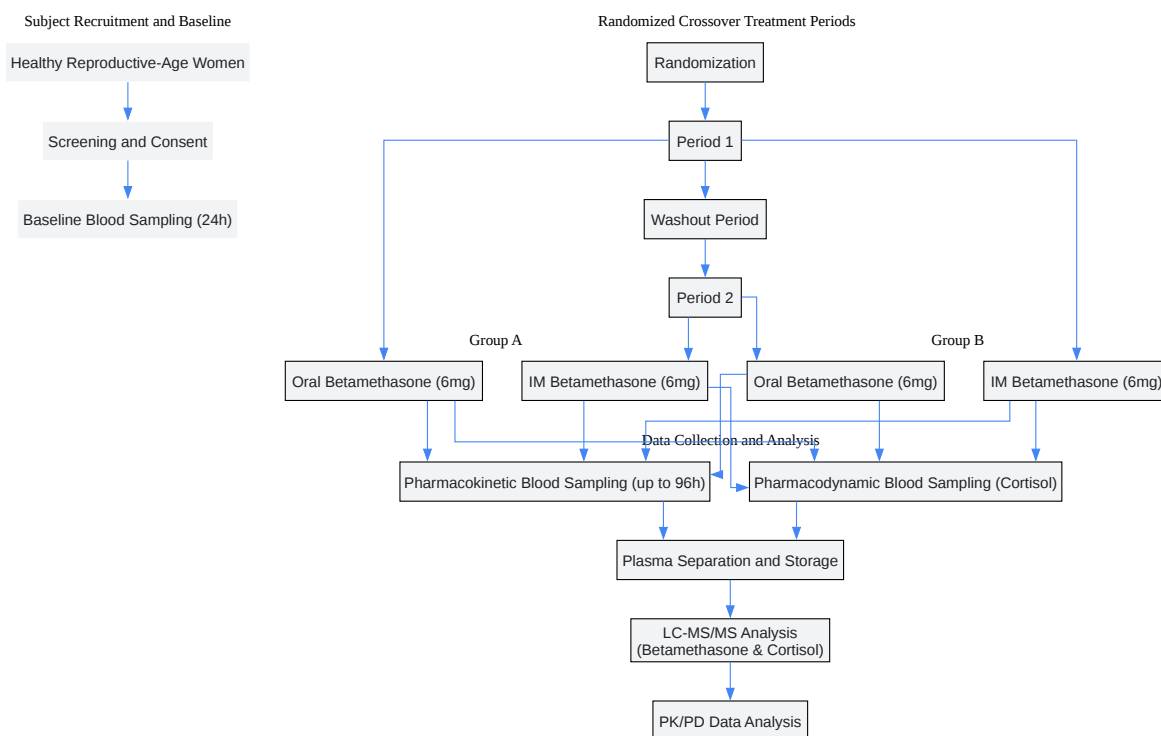 Subject Recruitment and Baseline
Healthy Reproductive-Age Women
Screening and Consent
Baseline Blood Sampling (24h)
Randomized Crossover Treatment Periods
Randomization
Period 1
Washout Period
Period 2
Group A
Group B
Oral Betamethasone (6mg)
IM Betamethasone (6mg)
Oral Betamethasone (6mg)
IM Betamethasone (6mg)
Data Collection and Analysis
Pharmacokinetic Blood Sampling (up to 96h)
Pharmacodynamic Blood Sampling (Cortisol)
Plasma Separation and Storage
LC-MS/MS Analysis
(Betamethasone & Cortisol)
PK/PD Data Analysis